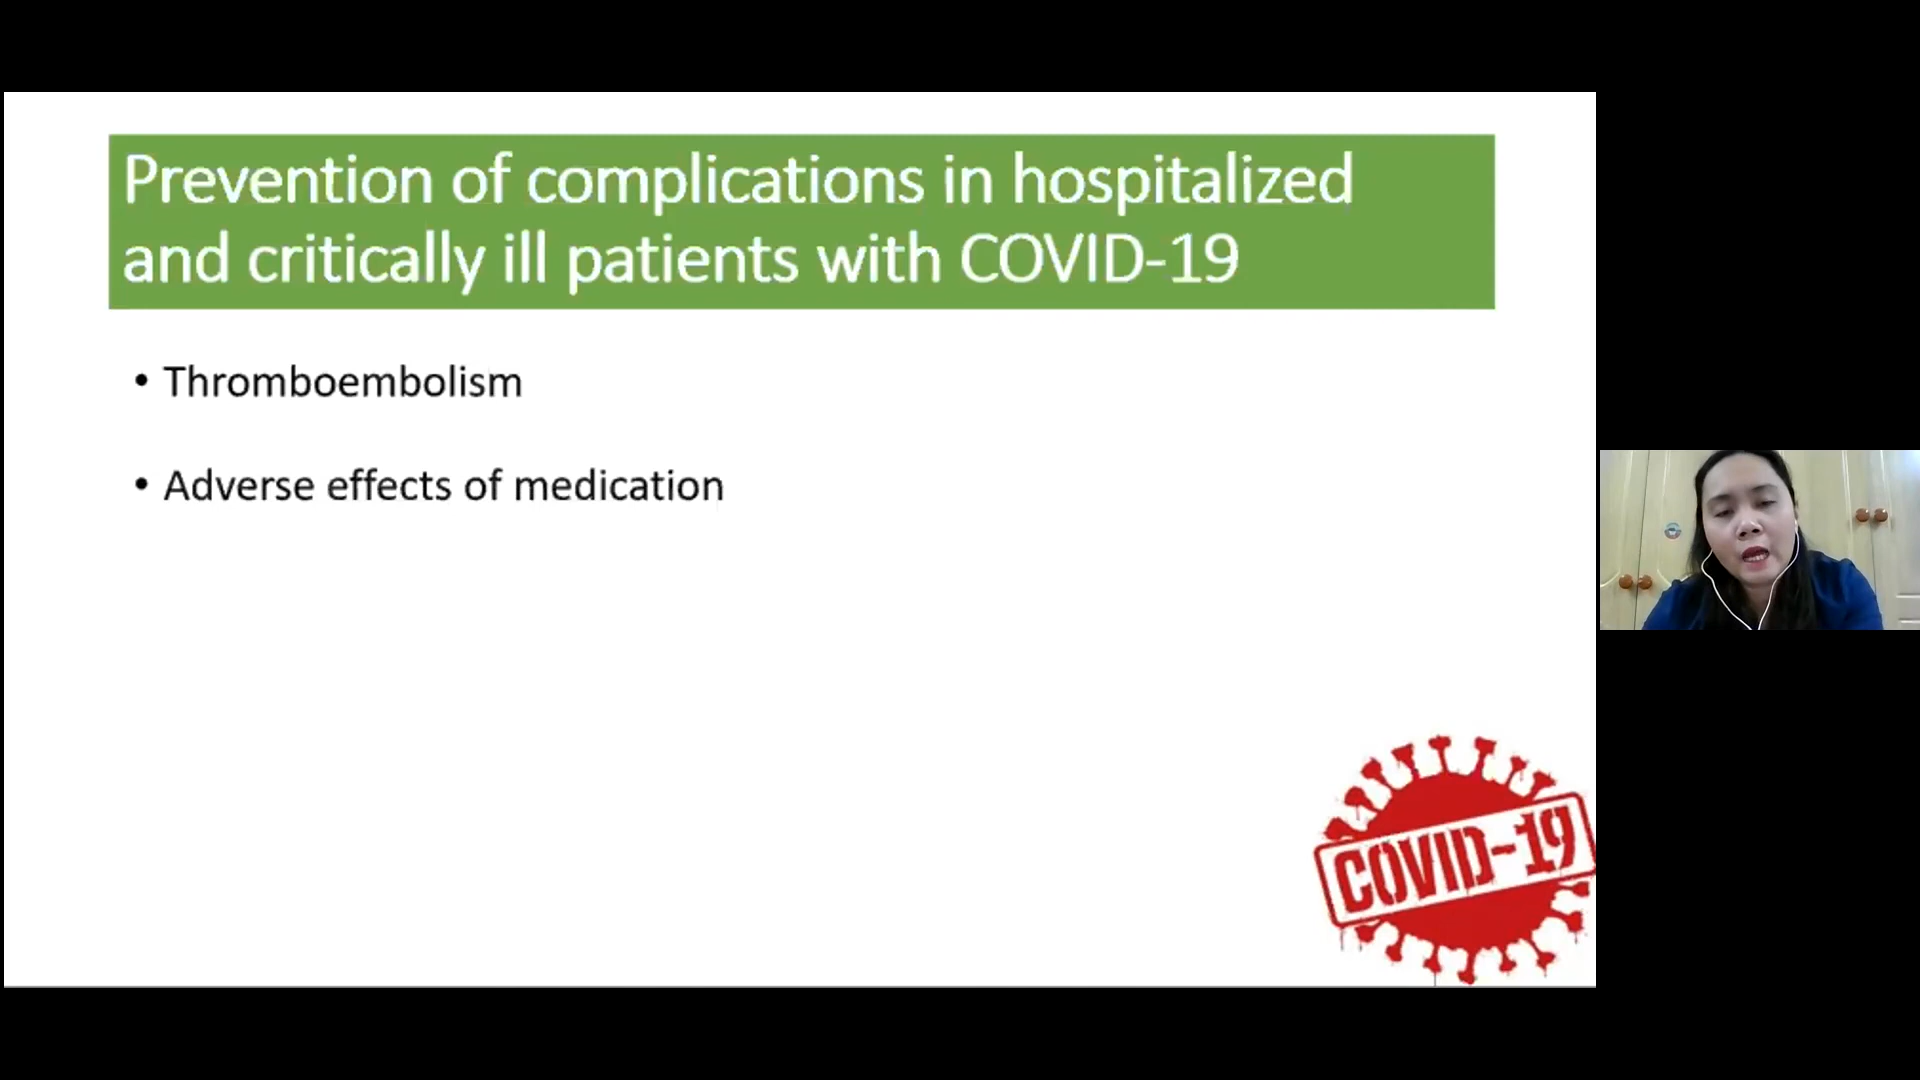 Prevention of complications in hospitalized
and critically ill patients with COVID-19
• Thromboembolism
• Adverse effects of medication
COVID-19